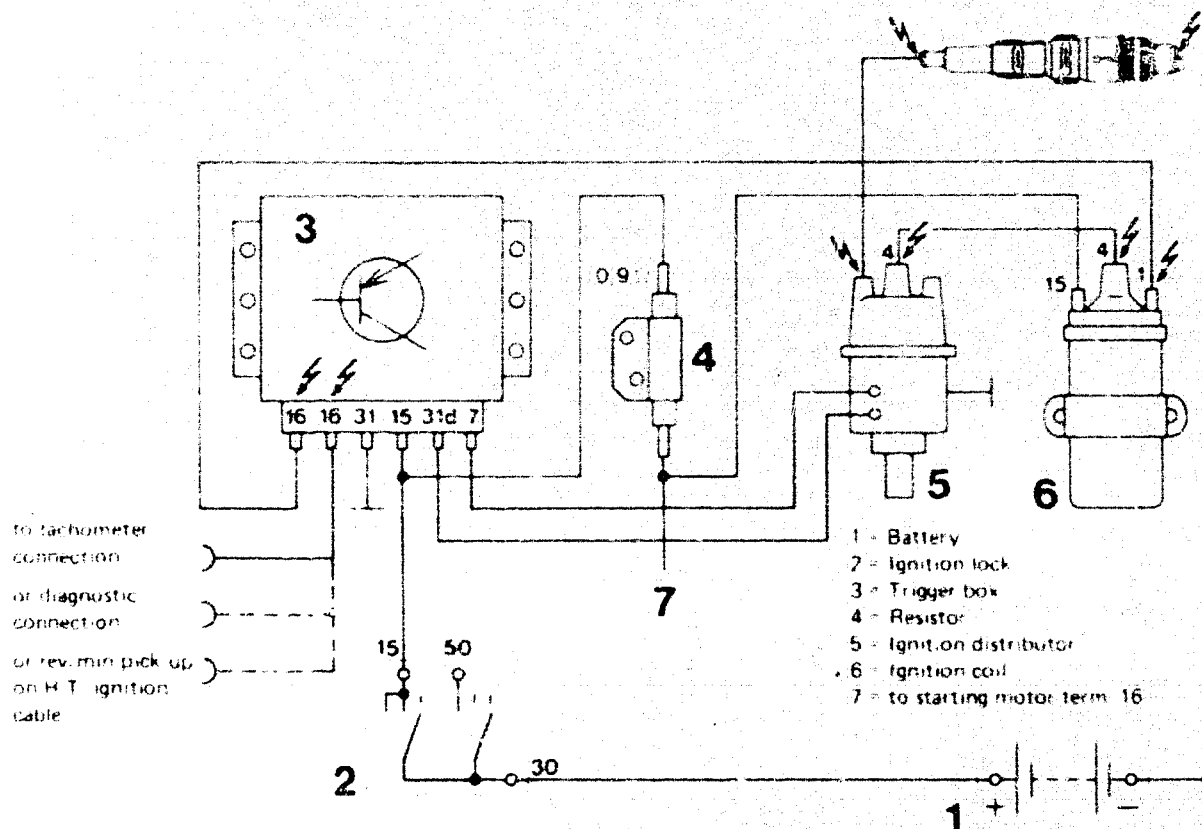 3
0.9
4
4
4
15
1
16 16 31 15 31d 7
5
6
to tachometer
connection
or diagnostic
connection
or rev. min pick up
on H.T. ignition
cable
7
1 = Battery
2 = Ignition lock
3 = Trigger box
4 = Resistor
5 = Ignition distributor
6 = Ignition coil
7 = to starting motor term. 16
15
50
2
30
1
+
−